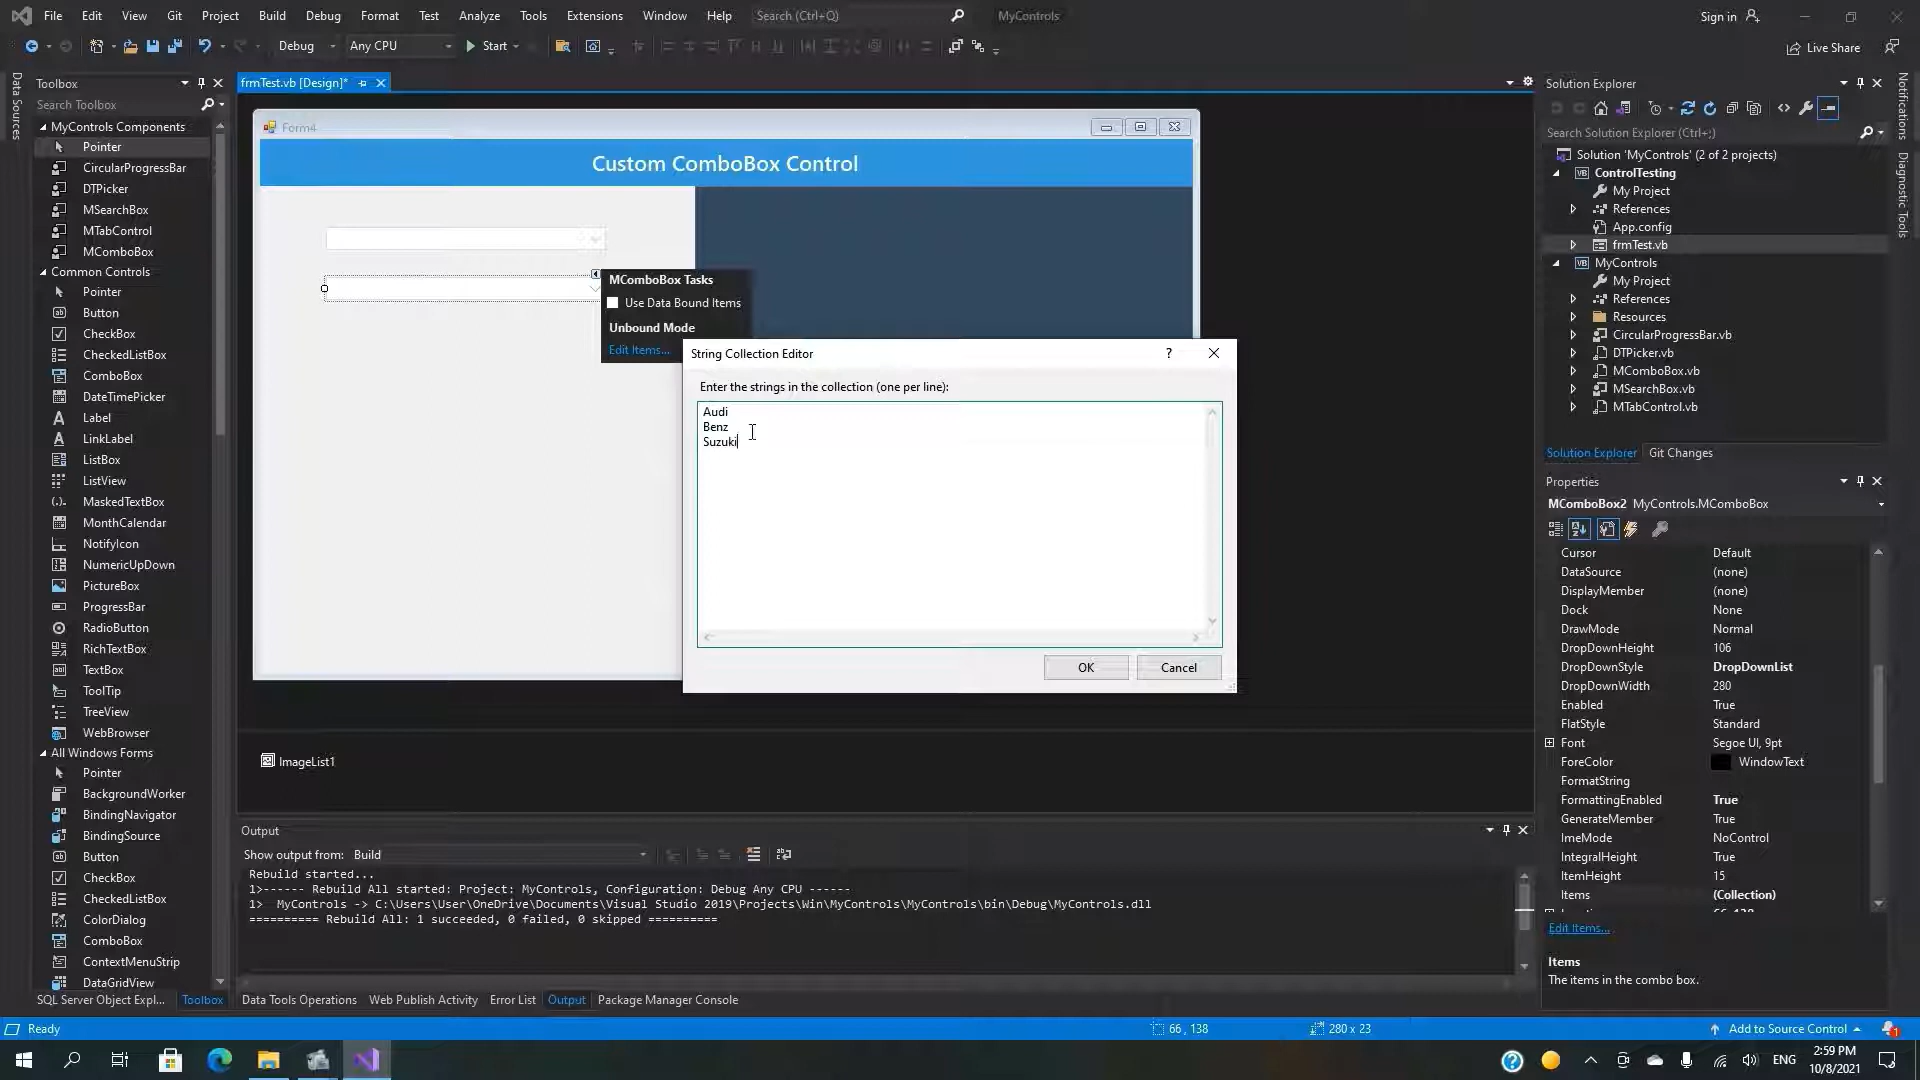 File Edit View Git Project Build Debug Format Test Analyze Tools Extensions Window Help Search (Ctrl+Q) MyControls Sign in
Debug Any CPU Start Live Share
Data Sources
Toolbox
Search Toolbox
MyControls Components
Pointer
CircularProgressBar
DTPicker
MSearchBox
MTabControl
MComboBox
Common Controls
Pointer
Button
CheckBox
CheckedListBox
ComboBox
DateTimePicker
Label
LinkLabel
ListBox
ListView
MaskedTextBox
MonthCalendar
NotifyIcon
NumericUpDown
PictureBox
ProgressBar
RadioButton
RichTextBox
TextBox
ToolTip
TreeView
WebBrowser
All Windows Forms
Pointer
BackgroundWorker
BindingNavigator
BindingSource
Button
CheckBox
CheckedListBox
ColorDialog
ComboBox
ContextMenuStrip
DataGridView
SQL Server Object Expl... Toolbox
frmTest.vb [Design]*
Form4
Custom ComboBox Control
MComboBox Tasks
Use Data Bound Items
Unbound Mode
Edit Items...
String Collection Editor
?
Enter the strings in the collection (one per line):
Audi
Benz
Suzuki
OK Cancel
ImageList1
Output
Show output from: Build
Rebuild started...
1>------ Rebuild All started: Project: MyControls, Configuration: Debug Any CPU ------
1>  MyControls -> C:\Users\User\OneDrive\Documents\Visual Studio 2019\Projects\Win\MyControls\MyControls\bin\Debug\MyControls.dll
========== Rebuild All: 1 succeeded, 0 failed, 0 skipped ==========
Data Tools Operations Web Publish Activity Error List Output Package Manager Console
Solution Explorer
Search Solution Explorer (Ctrl+;)
Solution 'MyControls' (2 of 2 projects)
ControlTesting
My Project
References
App.config
frmTest.vb
MyControls
My Project
References
Resources
CircularProgressBar.vb
DTPicker.vb
MComboBox.vb
MSearchBox.vb
MTabControl.vb
Solution Explorer Git Changes
Properties
MComboBox2 MyControls.MComboBox
Cursor Default
DataSource (none)
DisplayMember (none)
Dock None
DrawMode Normal
DropDownHeight 106
DropDownStyle DropDownList
DropDownWidth 280
Enabled True
FlatStyle Standard
Font Segoe UI, 9pt
ForeColor WindowText
FormatString
FormattingEnabled True
GenerateMember True
ImeMode NoControl
IntegralHeight True
ItemHeight 15
Items (Collection)
Edit Items...
Items
The items in the combo box.
Notifications
Diagnostic Tools
Ready 66 , 138 280 x 23 Add to Source Control 1
ENG 2:59 PM
10/8/2021